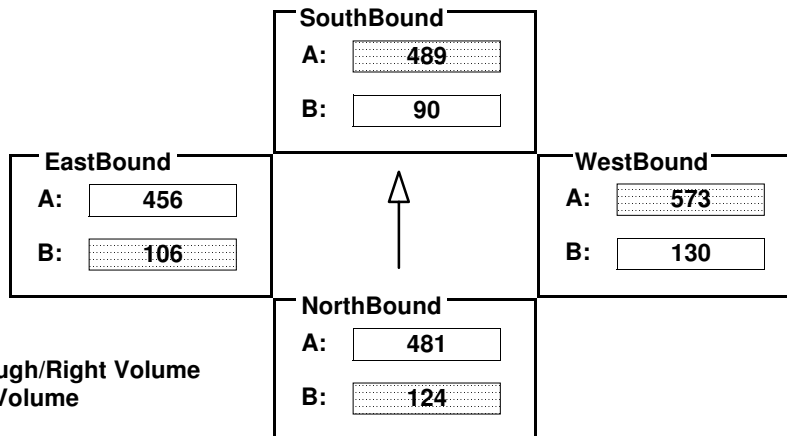 SouthBound
A: 489
B: 90
EastBound
A: 456
B: 106
WestBound
A: 573
B: 130
NorthBound
A: 481
B: 124
ugh/Right Volume
Volume